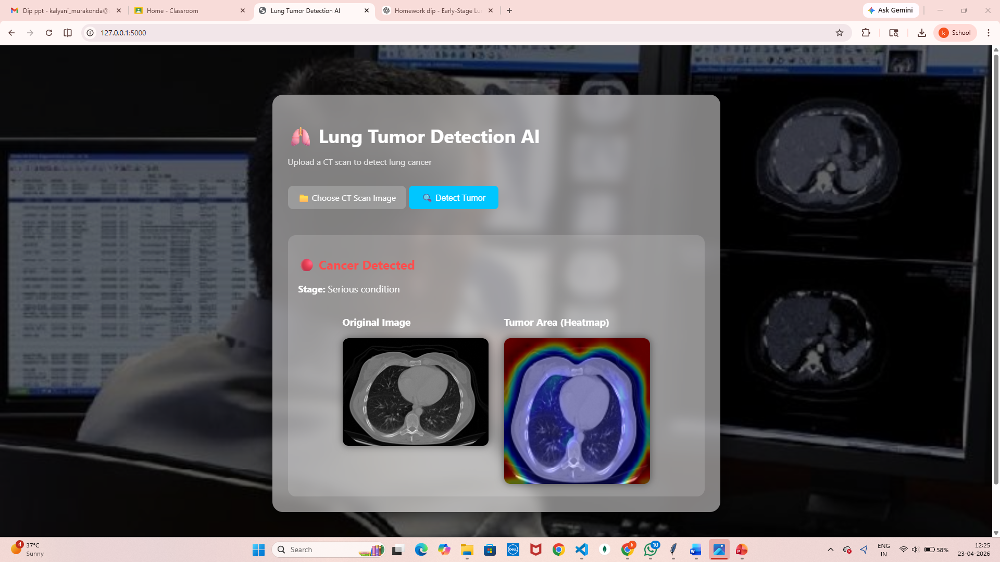 Dip ppt - kalyani_murakonda@s
Home - Classroom
Lung Tumor Detection AI
Homework dip - Early-Stage Lu
Ask Gemini
127.0.0.1:5000
k School
🫁 Lung Tumor Detection AI
Upload a CT scan to detect lung cancer
📁 Choose CT Scan Image
🔍 Detect Tumor
🔴 Cancer Detected
Stage: Serious condition
Original Image
Tumor Area (Heatmap)
4
37°C
Sunny
Search
DELL
k
10
W
P
ENG
IN
58%
12:25
23-04-2026